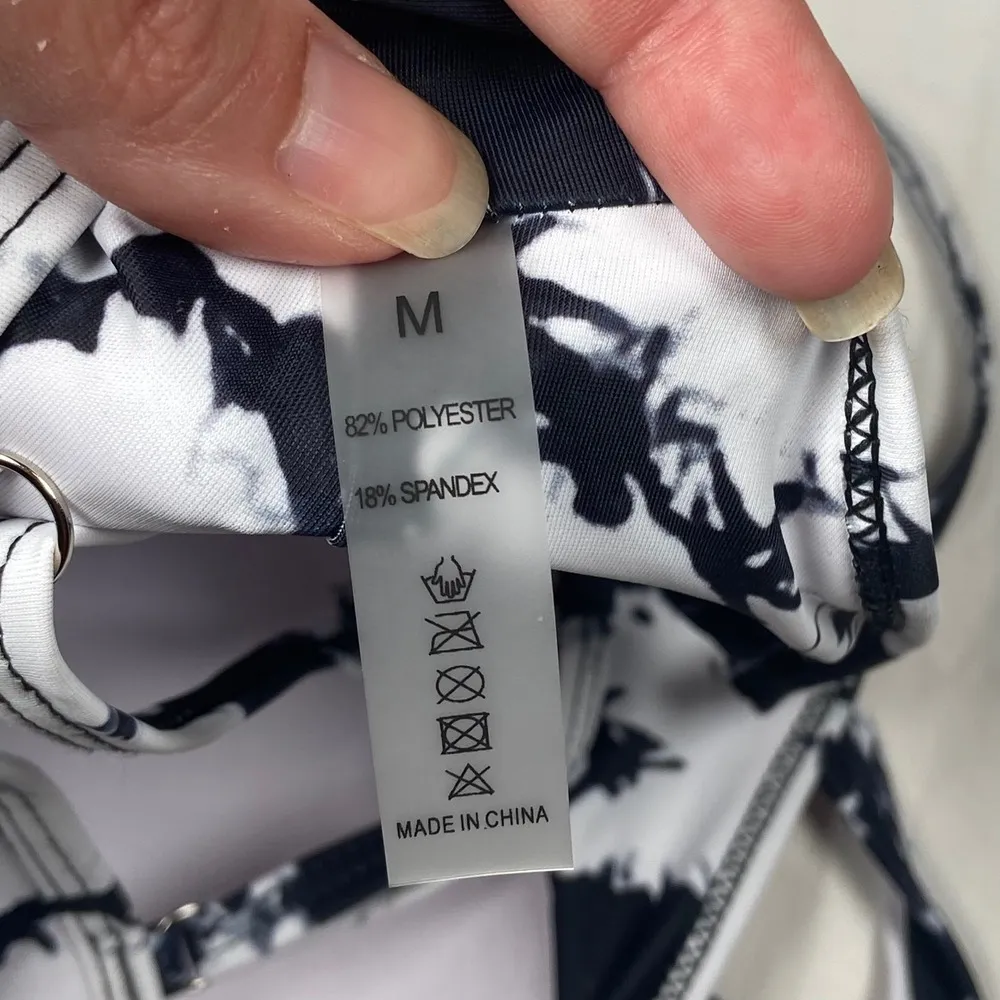 M
82% POLYESTER
18% SPANDEX
MADE IN CHINA